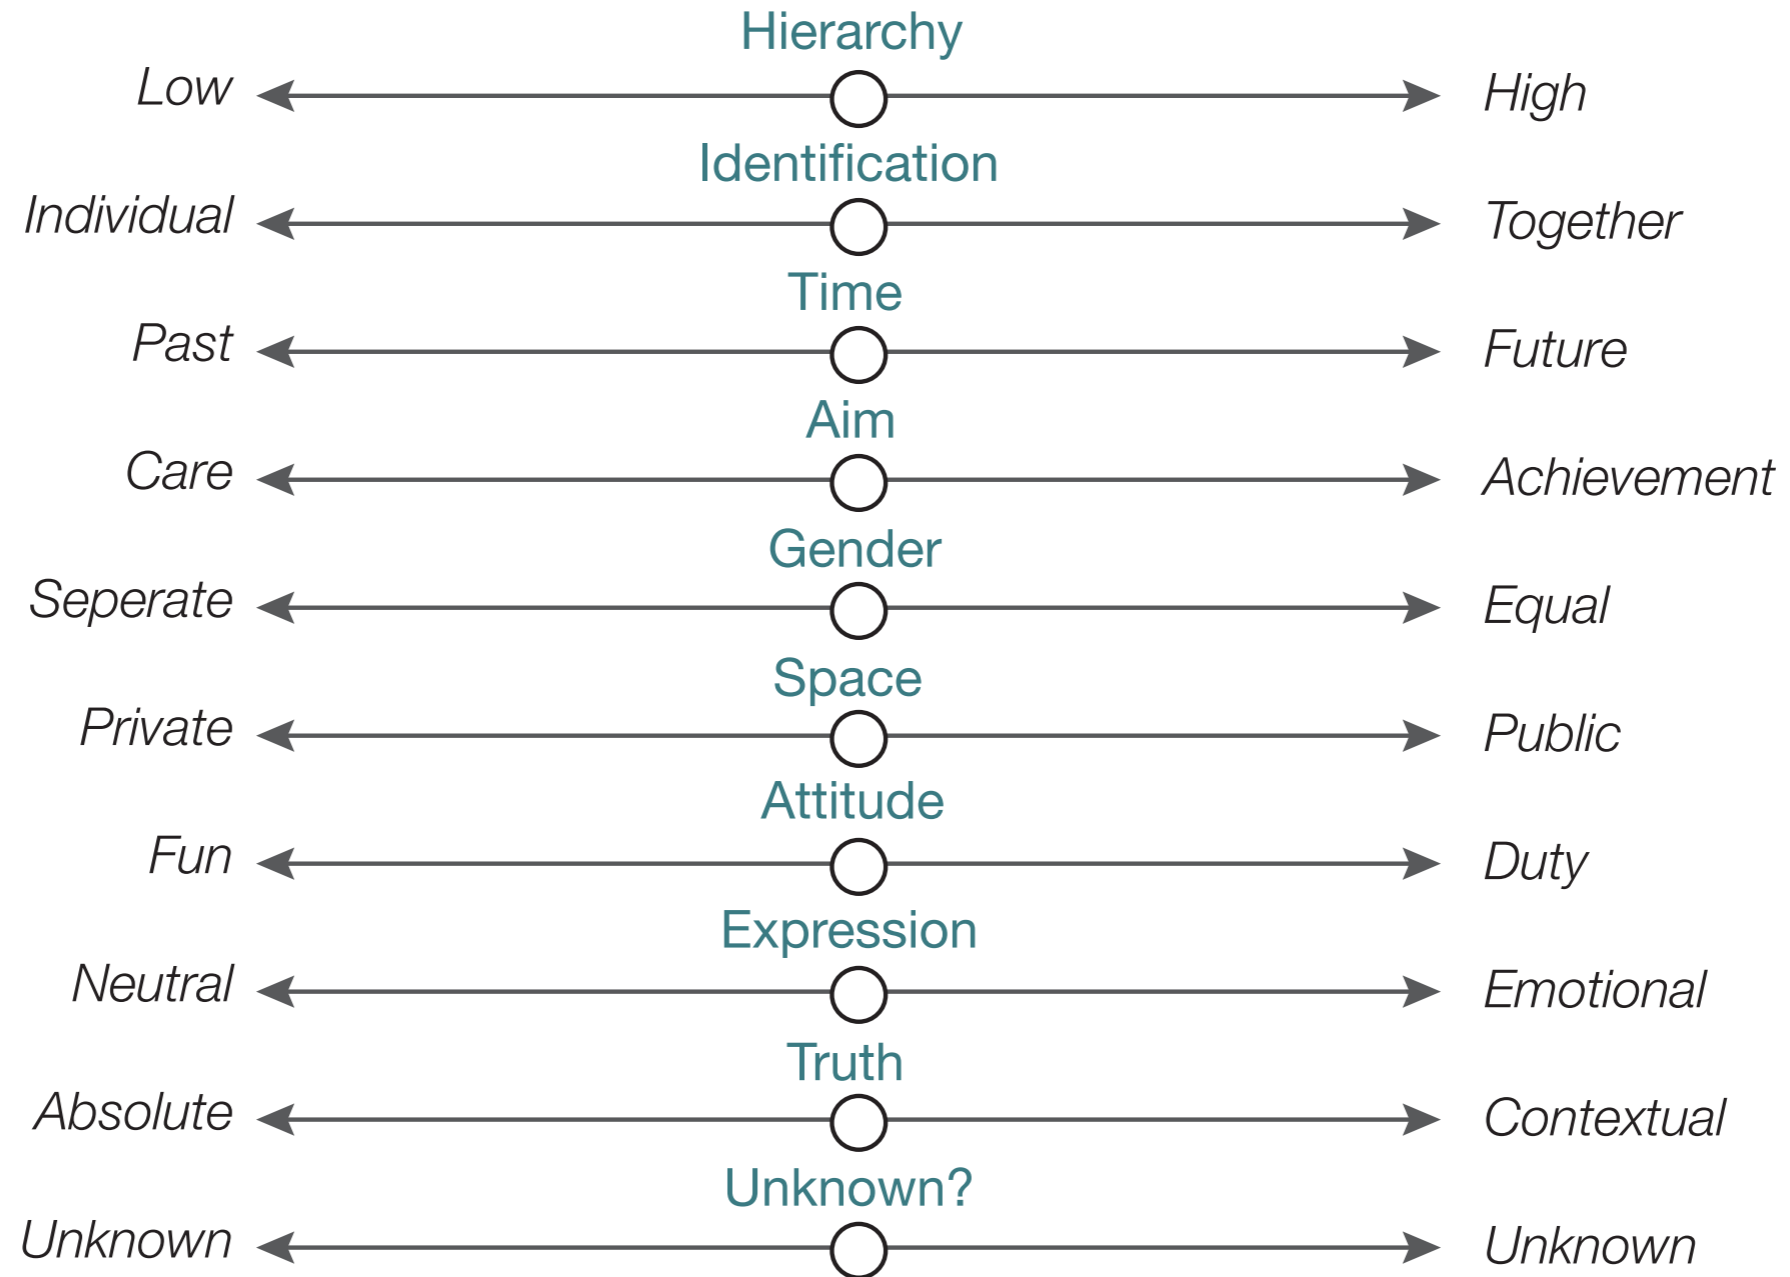 Hierarchy
Low High
Identification
Individual Together
Time
Past Future
Aim
Care Achievement
Gender
Seperate Equal
Space
Private Public
Attitude
Fun Duty
Expression
Neutral Emotional
Truth
Absolute Contextual
Unknown?
Unknown Unknown